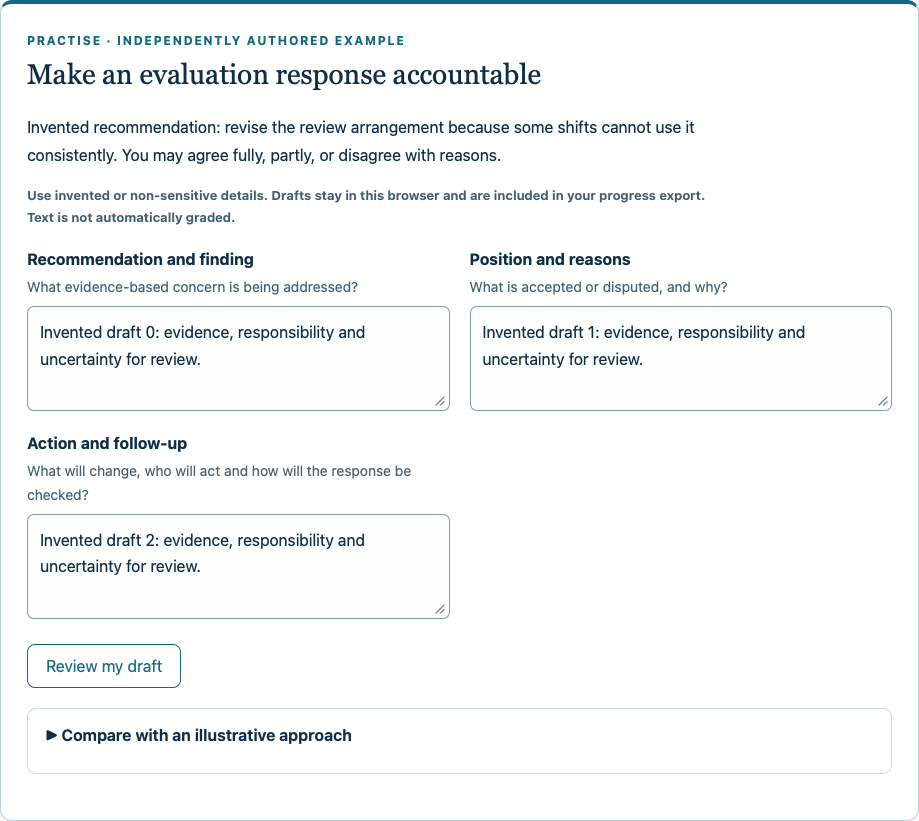 PRACTISE · INDEPENDENTLY AUTHORED EXAMPLE
Make an evaluation response accountable
Invented recommendation: revise the review arrangement because some shifts cannot use it
consistently. You may agree fully, partly, or disagree with reasons.
Use invented or non-sensitive details. Drafts stay in this browser and are included in your progress export.
Text is not automatically graded.
Recommendation and finding
What evidence-based concern is being addressed?
Invented draft 0: evidence, responsibility and
uncertainty for review.
Position and reasons
What is accepted or disputed, and why?
Invented draft 1: evidence, responsibility and
uncertainty for review.
Action and follow-up
What will change, who will act and how will the response be
checked?
Invented draft 2: evidence, responsibility and
uncertainty for review.
Review my draft
Compare with an illustrative approach